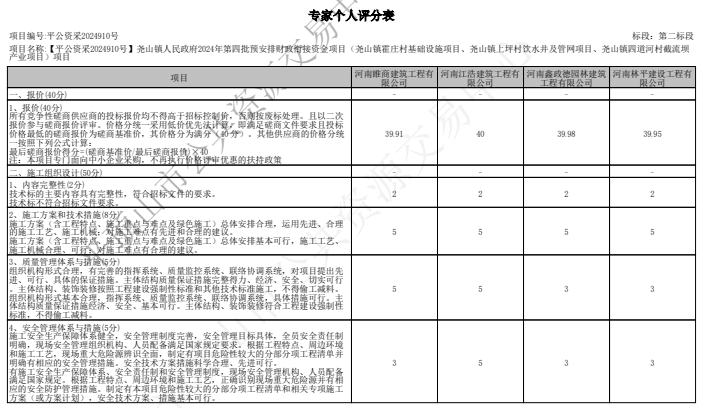 专家个人评分表
项目编号:平公资采2024910号
标段：第二标段
项目名称:【平公资采2024910号】尧山镇人民政府2024年第四批预安排财政衔接资金项目（尧山镇霍庄村基础设施项目、尧山镇上坪村饮水井及管网项目、尧山镇四道河村截流坝
产业项目）项目
项目
河南睢商建筑工程有
限公司
河南江浩建筑工程有
限公司
河南鑫政德园林建筑
工程有限公司
河南林平建设工程有
限公司
一、报价(40分)
-
-
-
-
1、报价(40分)
所有竞争性磋商供应商的投标报价均不得高于招标控制价，否则按废标处理。且以二次
报价参与磋商报价评审。价格分统一采用低价优先法计算，即满足磋商文件要求且投标
价格最低的磋商报价为磋商基准价，其价格分为满分（40分）。其他供应商的价格分统
一按照下列公式计算：
最后磋商报价得分=(磋商基准价/最后磋商报价)×40
注：本项目专门面向中小企业采购，不再执行价格评审优惠的扶持政策
39.91
40
39.98
39.95
二、施工组织设计(50分)
-
-
-
-
1、内容完整性(2分)
技术标的主要内容具有完整性，符合招标文件的要求。
技术标不符合招标文件要求。
2
2
2
2
2、施工方案和技术措施(8分)
施工方案（含工程特点、施工重点与难点及绿色施工）总体安排合理，运用先进、合理
的施工工艺、施工机械；对施工难点有先进和合理的建议。
施工方案（含工程特点、施工重点与难点及绿色施工）总体安排基本可行，施工工艺、
施工机械合理、可行；对施工难点有合理的建议。
5
5
5
5
3、质量管理体系与措施(5分)
组织机构形式合理，有完善的指挥系统、质量监控系统、联络协调系统，对项目提出先
进、可行、具体的保证措施。主体结构质量保证措施完整得力、经济、安全、切实可行
。主体结构、装饰装修按照工程建设强制性标准和其他技术标准施工，不得偷工减料。
组织机构形式基本合理，指挥系统、质量监控系统、联络协调系统，具体措施可行。主
体结构质量保证措施经济、安全、基本可行。主体结构、装饰装修符合工程建设强制性
标准，不得偷工减料。
5
5
3
3
4、安全管理体系与措施(5分)
施工安全生产保障体系健全，安全管理制度完善，安全管理目标具体，全员安全责任制
明确，现场安全管理组织机构、人员配备满足国家规定要求。根据工程特点、周边环境
和施工工艺，现场重大危险源辨识全面，制定有项目危险性较大的分部分项工程清单并
明确有相应的安全管理措施。安全技术方案措施科学合理、先进可行。
有施工安全生产保障体系、安全责任制和安全管理制度，现场安全管理机构、人员配备
满足国家规定。根据工程特点、周边环境和施工工艺，正确识别现场重大危险源并有相
应的安全防护管理措施。制定有本项目危险性较大的分部分项工程清单和相关专项施工
方案（或方案计划），安全技术方案、措施基本可行。
3
5
3
3